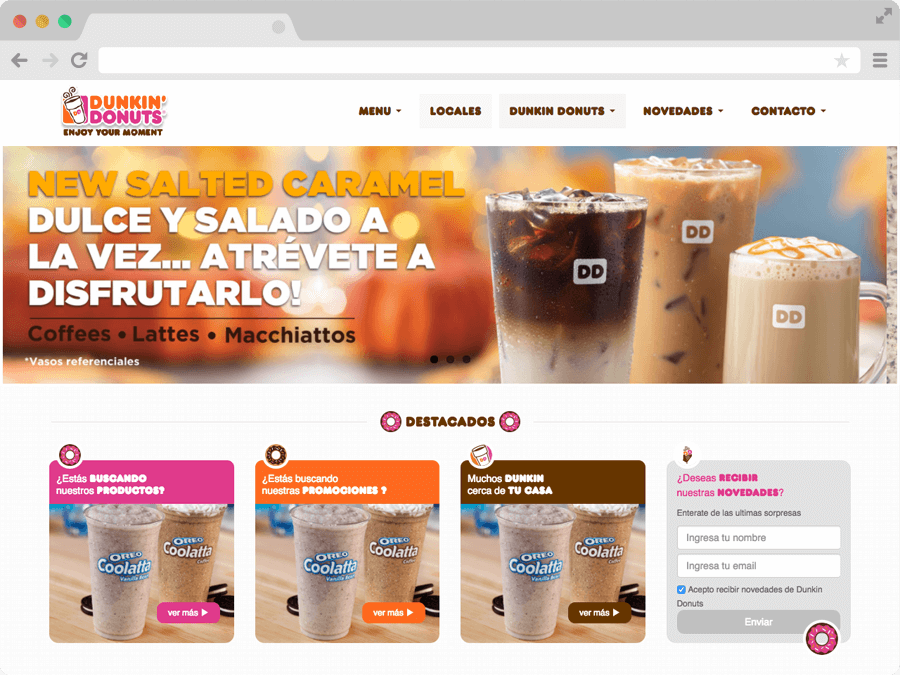 DUNKIN'
DONUTS
ENJOY YOUR MOMENT
MENU
LOCALES
DUNKIN DONUTS
NOVEDADES
CONTACTO
NEW SALTED CARAMEL
DULCE Y SALADO A
LA VEZ... ATRÉVETE A
DISFRUTARLO!
Coffees • Lattes • Macchiattos
*Vasos referenciales
DD
DD
DD
DESTACADOS
¿Estás BUSCANDO
nuestros PRODUCTOS?
OREO
Coolatta
Vanilla Bean
OREO
Coolatta
Coffee
ver más
¿Estás buscando
nuestras PROMOCIONES ?
OREO
Coolatta
Vanilla Bean
OREO
Coolatta
Coffee
ver más
Muchos DUNKIN
cerca de TU CASA
OREO
Coolatta
Vanilla Bean
OREO
Coolatta
Coffee
ver más
¿Deseas RECIBIR
nuestras NOVEDADES?
Enterate de las ultimas sorpresas
Ingresa tu nombre
Ingresa tu email
Acepto recibir novedades de Dunkin
Donuts
Enviar